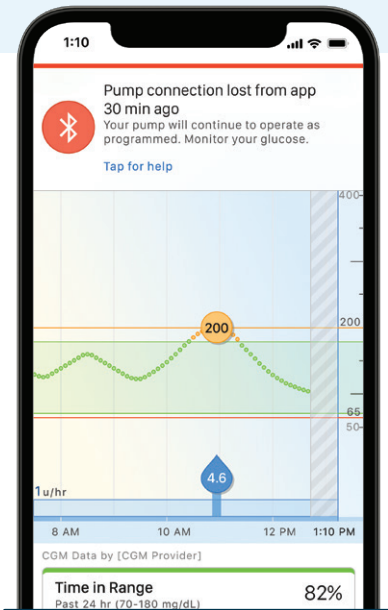 1:10
Pump connection lost from app
30 min ago
Your pump will continue to operate as
programmed. Monitor your glucose.
Tap for help
400
200
200
65
50
4.6
1u/hr
8 AM 10 AM 12 PM 1:10 PM
CGM Data by [CGM Provider]
Time in Range
82%
Past 24 hr (70-180 mg/dL)